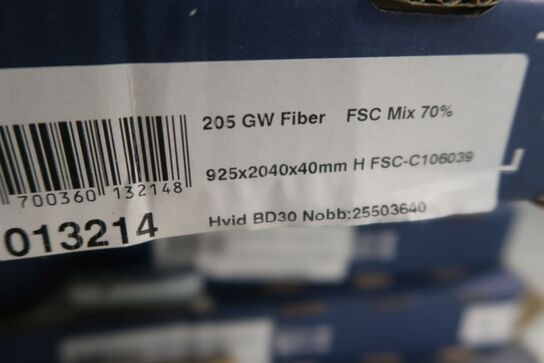 205 GW Fiber FSC Mix 70%
925x2040x40mm H FSC-C106039
700360 132148
013214
Hvid BD30 Nobb:25503640